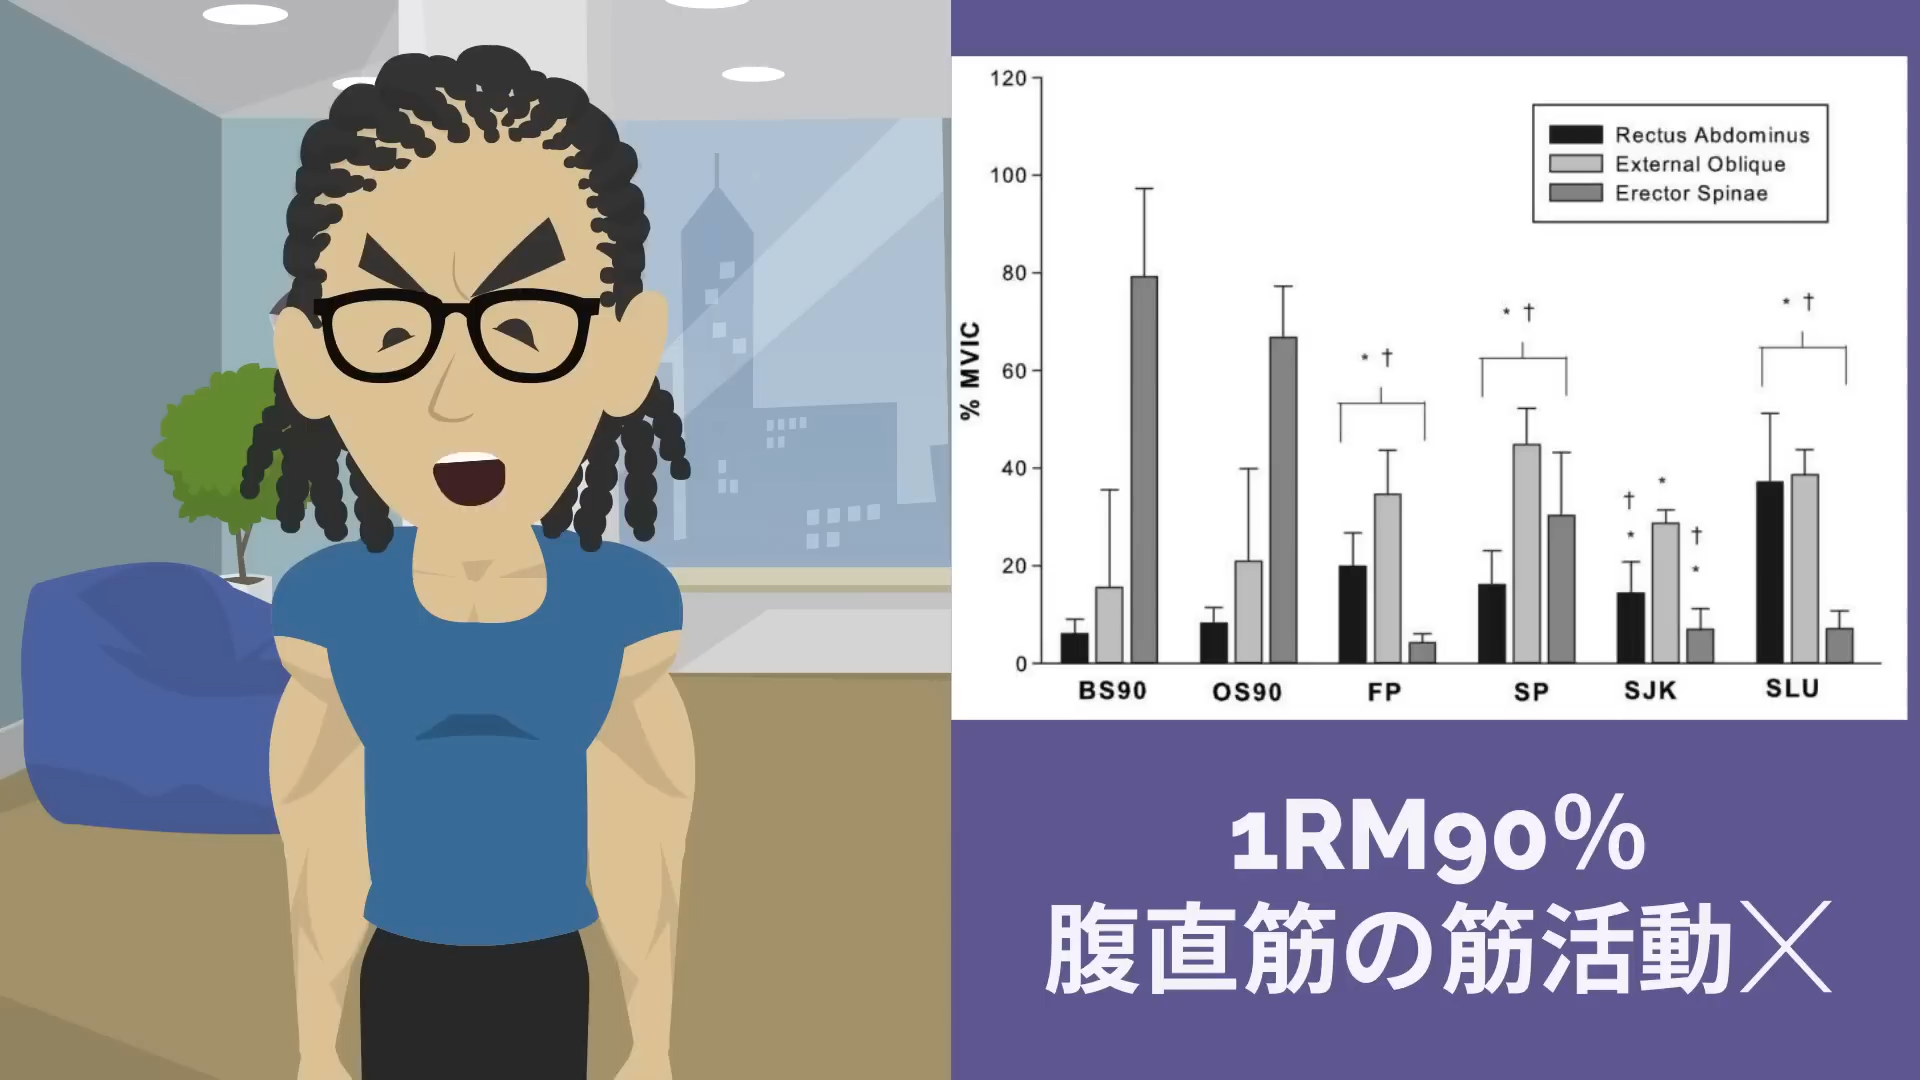 120
100
80
60
40
20
0
% MVIC
Rectus Abdominus
External Oblique
Erector Spinae
* †
* †
* †
†
*
*
†
*
BS90
OS90
FP
SP
SJK
SLU
1RM90%
腹直筋の筋活動╳